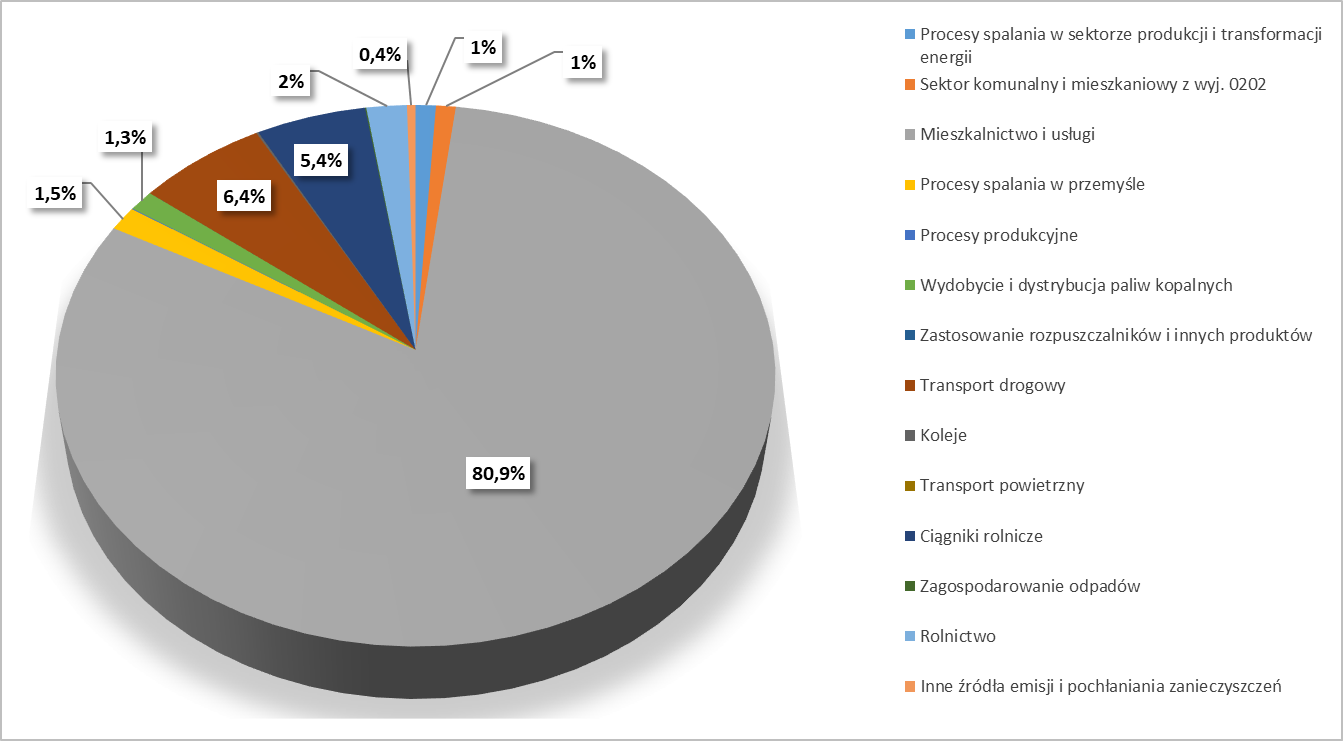 0,4%
1%
1%
2%
1,3%
5,4%
1,5%
6,4%
80,9%
Procesy spalania w sektorze produkcji i transformacji
energii
Sektor komunalny i mieszkaniowy z wyj. 0202
Mieszkalnictwo i usługi
Procesy spalania w przemyśle
Procesy produkcyjne
Wydobycie i dystrybucja paliw kopalnych
Zastosowanie rozpuszczalników i innych produktów
Transport drogowy
Koleje
Transport powietrzny
Ciągniki rolnicze
Zagospodarowanie odpadów
Rolnictwo
Inne źródła emisji i pochłaniania zanieczyszczeń